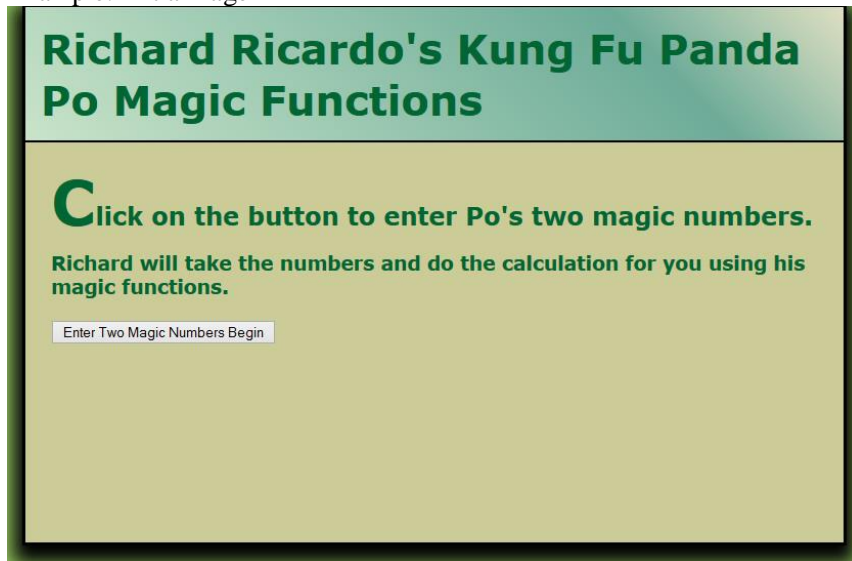 Richard Ricardo's Kung Fu Panda
Po Magic Functions
Click on the button to enter Po's two magic numbers.
Richard will take the numbers and do the calculation for you using his
magic functions.
Enter Two Magic Numbers Begin